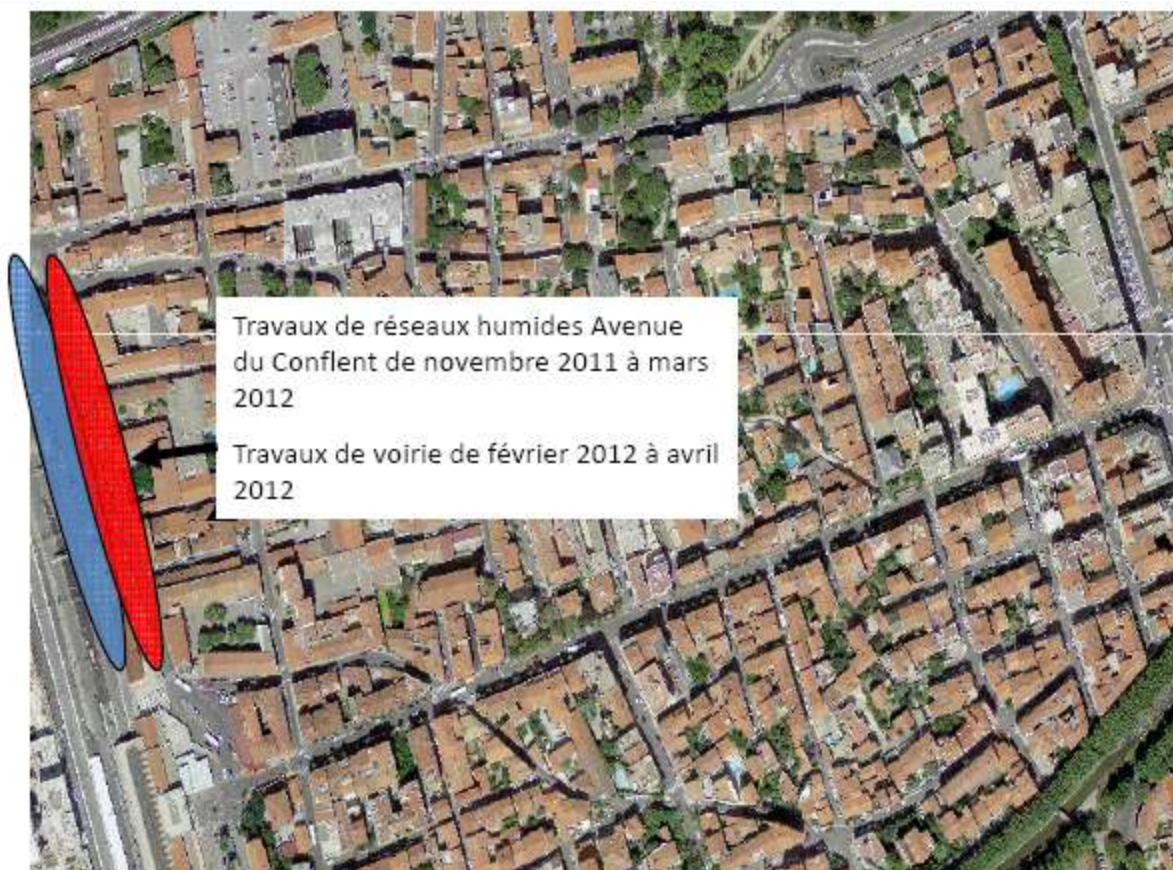 Travaux de réseaux humides Avenue
du Conflent de novembre 2011 à mars
2012
Travaux de voirie de février 2012 à avril
2012